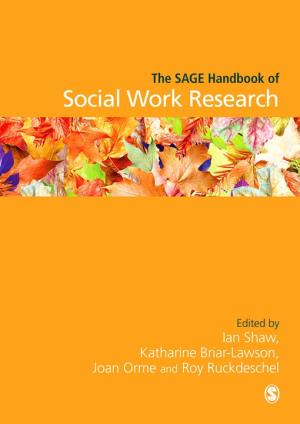 The SAGE Handbook of
Social Work Research
Edited by
Ian Shaw,
Katharine Briar-Lawson,
Joan Orme and Roy Ruckdeschel
S